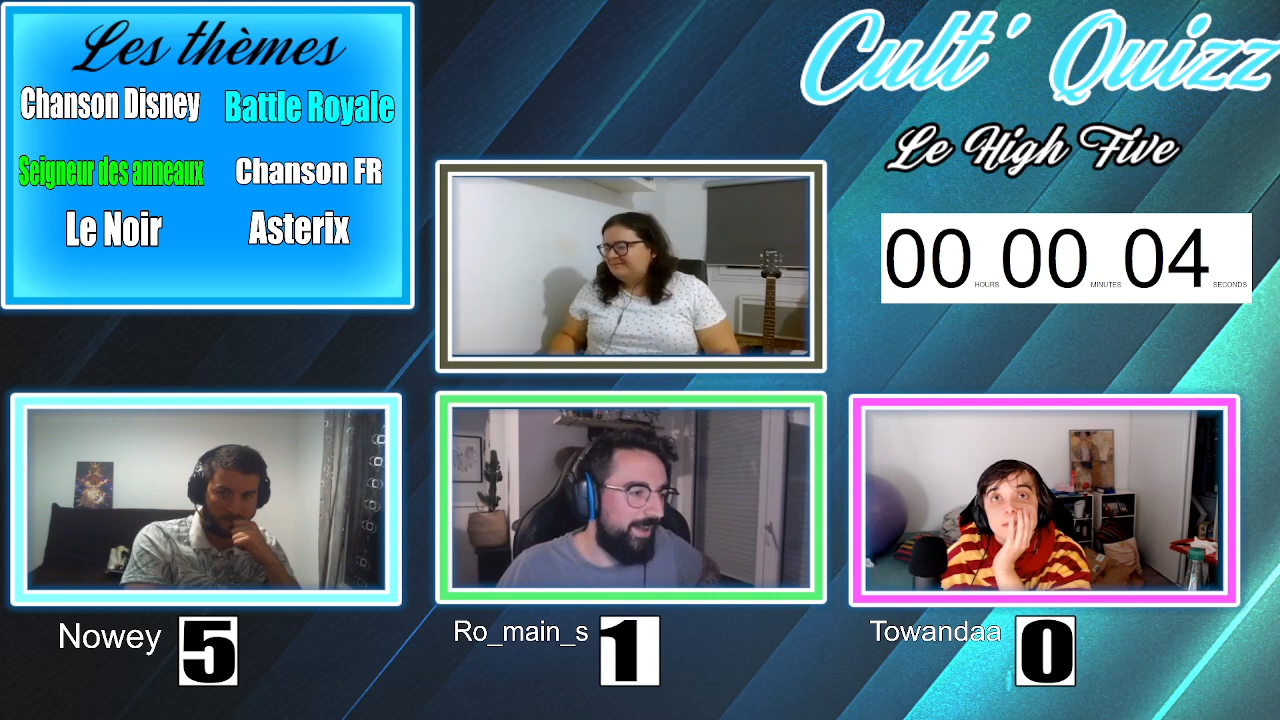 Les thèmes
Chanson Disney
Battle Royale
Seigneur des anneaux
Chanson FR
Le Noir
Asterix
Cult' Quizz
Le High Five
00 HOURS 00 MINUTES 04 SECONDS
Nowey 5
Ro_main_s 1
Towandaa 0